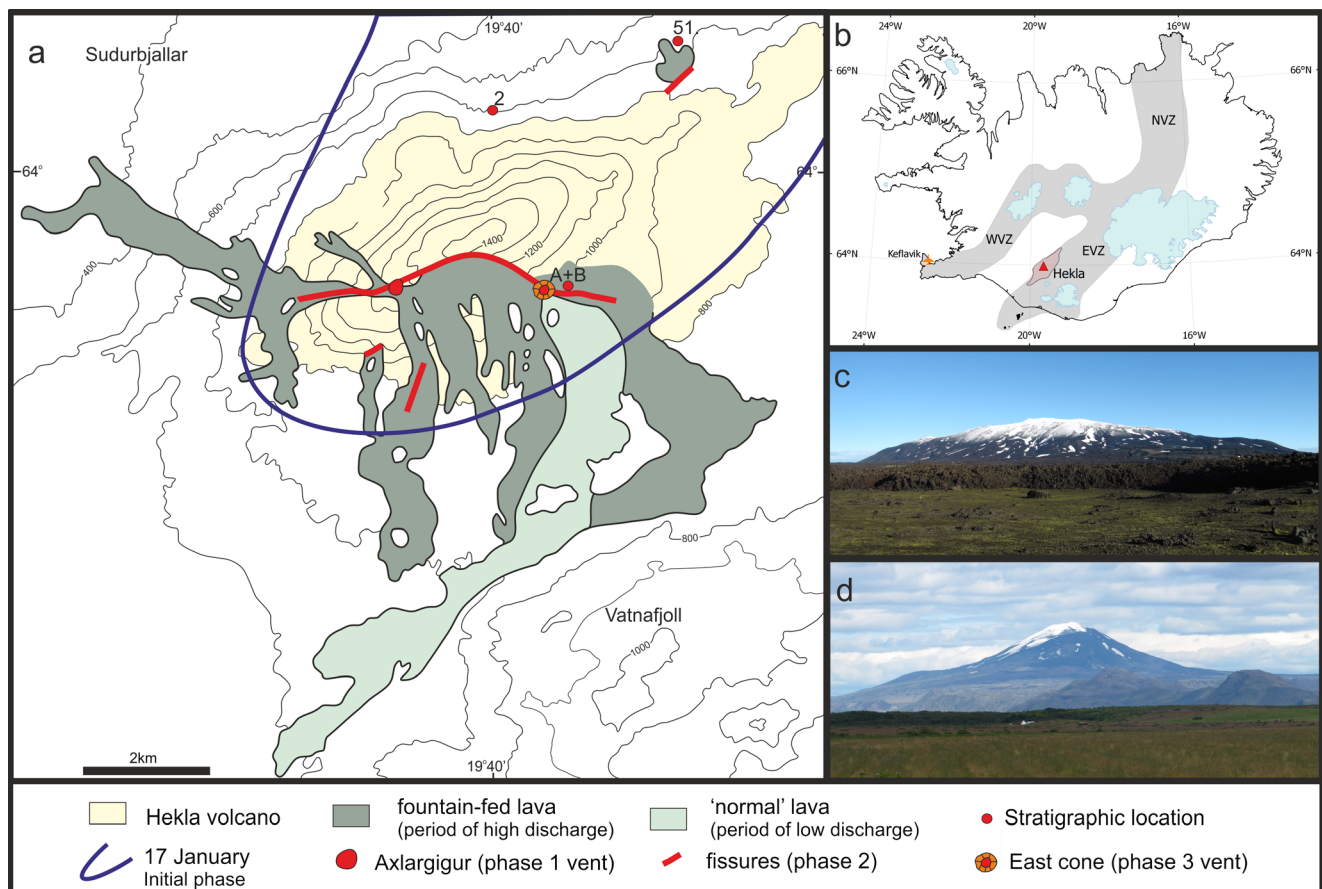 a
Sudurbjallar
19°40'
51.
2
64°
64°
600
400
1400
1200
1000
A+B
800
800
Vatnafjoll
1000
2km
19°40'
b
24°W
20°W
16°W
66°N
66°N
NVZ
WVZ
EVZ
64°N
64°N
Keflavik
Hekla
24°W
20°W
16°W
c
d
Hekla volcano
fountain-fed lava
(period of high discharge)
'normal' lava
(period of low discharge)
Stratigraphic location
17 January
Initial phase
Axlargigur (phase 1 vent)
fissures (phase 2)
East cone (phase 3 vent)